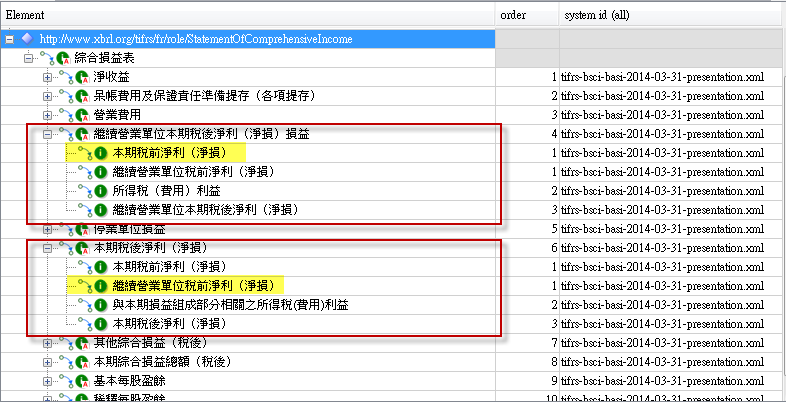 Element order system id (all)
http://www.xbrl.org/tifrs/fr/role/StatementOfComprehensiveIncome
綜合損益表
淨收益 1 tifrs-bsci-basi-2014-03-31-presentation.xml
呆帳費用及保證責任準備提存（各項提存） 2 tifrs-bsci-basi-2014-03-31-presentation.xml
營業費用 3 tifrs-bsci-basi-2014-03-31-presentation.xml
繼續營業單位本期稅後淨利（淨損）損益 4 tifrs-bsci-basi-2014-03-31-presentation.xml
本期稅前淨利（淨損） 1 tifrs-bsci-basi-2014-03-31-presentation.xml
繼續營業單位稅前淨利（淨損） 1 tifrs-bsci-basi-2014-03-31-presentation.xml
所得稅（費用）利益 2 tifrs-bsci-basi-2014-03-31-presentation.xml
繼續營業單位本期稅後淨利（淨損） 3 tifrs-bsci-basi-2014-03-31-presentation.xml
停業單位損益 5 tifrs-bsci-basi-2014-03-31-presentation.xml
本期稅後淨利（淨損） 6 tifrs-bsci-basi-2014-03-31-presentation.xml
本期稅前淨利（淨損） 1 tifrs-bsci-basi-2014-03-31-presentation.xml
繼續營業單位稅前淨利（淨損） 1 tifrs-bsci-basi-2014-03-31-presentation.xml
與本期損益組成部分相關之所得稅(費用)利益 2 tifrs-bsci-basi-2014-03-31-presentation.xml
本期稅後淨利（淨損） 3 tifrs-bsci-basi-2014-03-31-presentation.xml
其他綜合損益（稅後） 7 tifrs-bsci-basi-2014-03-31-presentation.xml
本期綜合損益總額（稅後） 8 tifrs-bsci-basi-2014-03-31-presentation.xml
基本每股盈餘 9 tifrs-bsci-basi-2014-03-31-presentation.xml
稀釋每股盈餘 10 tifrs-bsci-basi-2014-03-31-presentation.xml